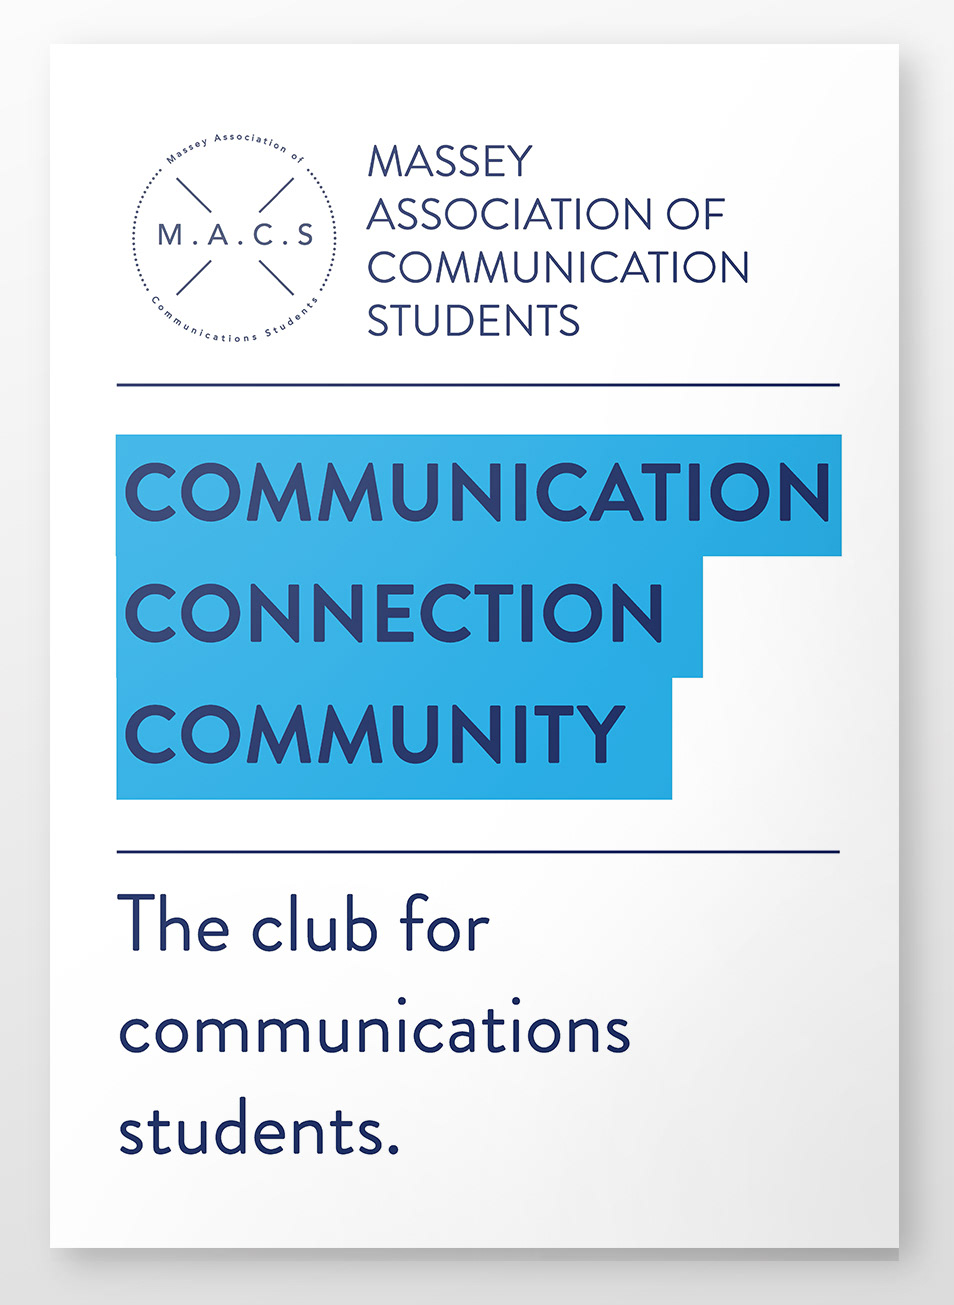 Massey Association of
M.A.C.S
Communications Students
MASSEY
ASSOCIATION OF
COMMUNICATION
STUDENTS
COMMUNICATION
CONNECTION
COMMUNITY
The club for
communications
students.